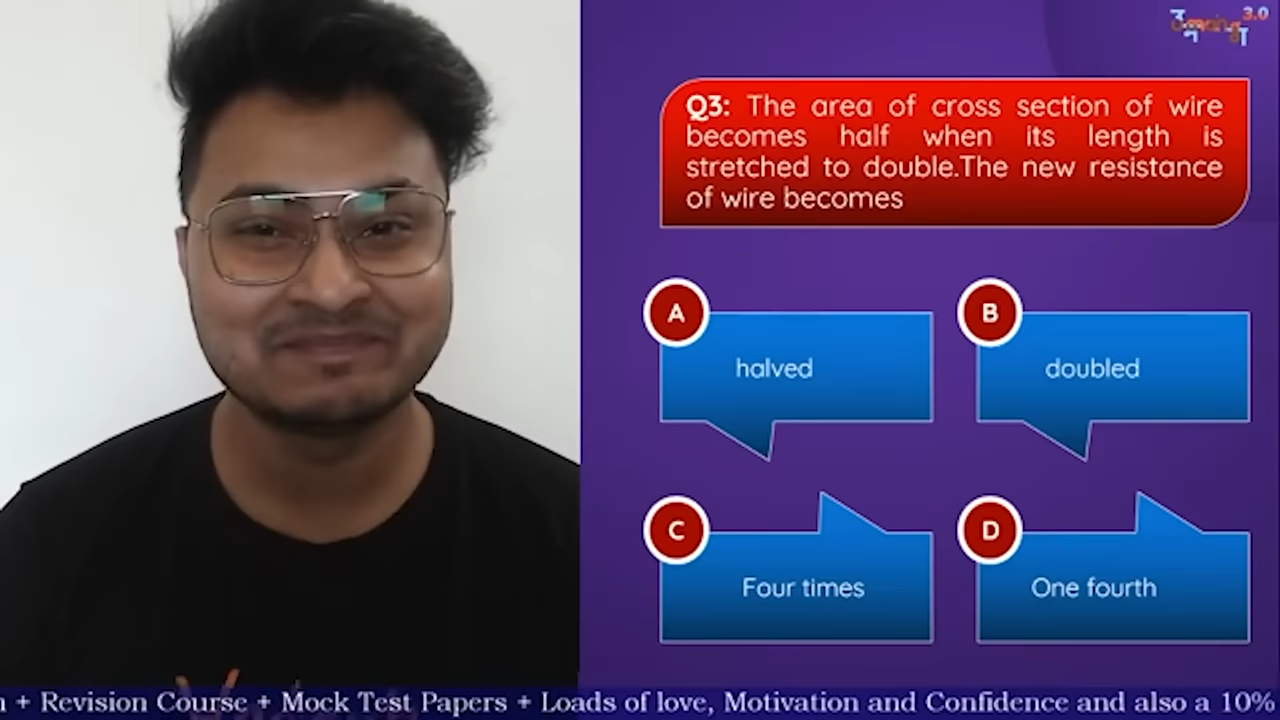 3.0
Q3: The area of cross section of wire
becomes half when its length is
stretched to double.The new resistance
of wire becomes
A
halved
B
doubled
C
Four times
D
One fourth
+ Revision Course + Mock Test Papers + Loads of love, Motivation and Confidence and also a 10%